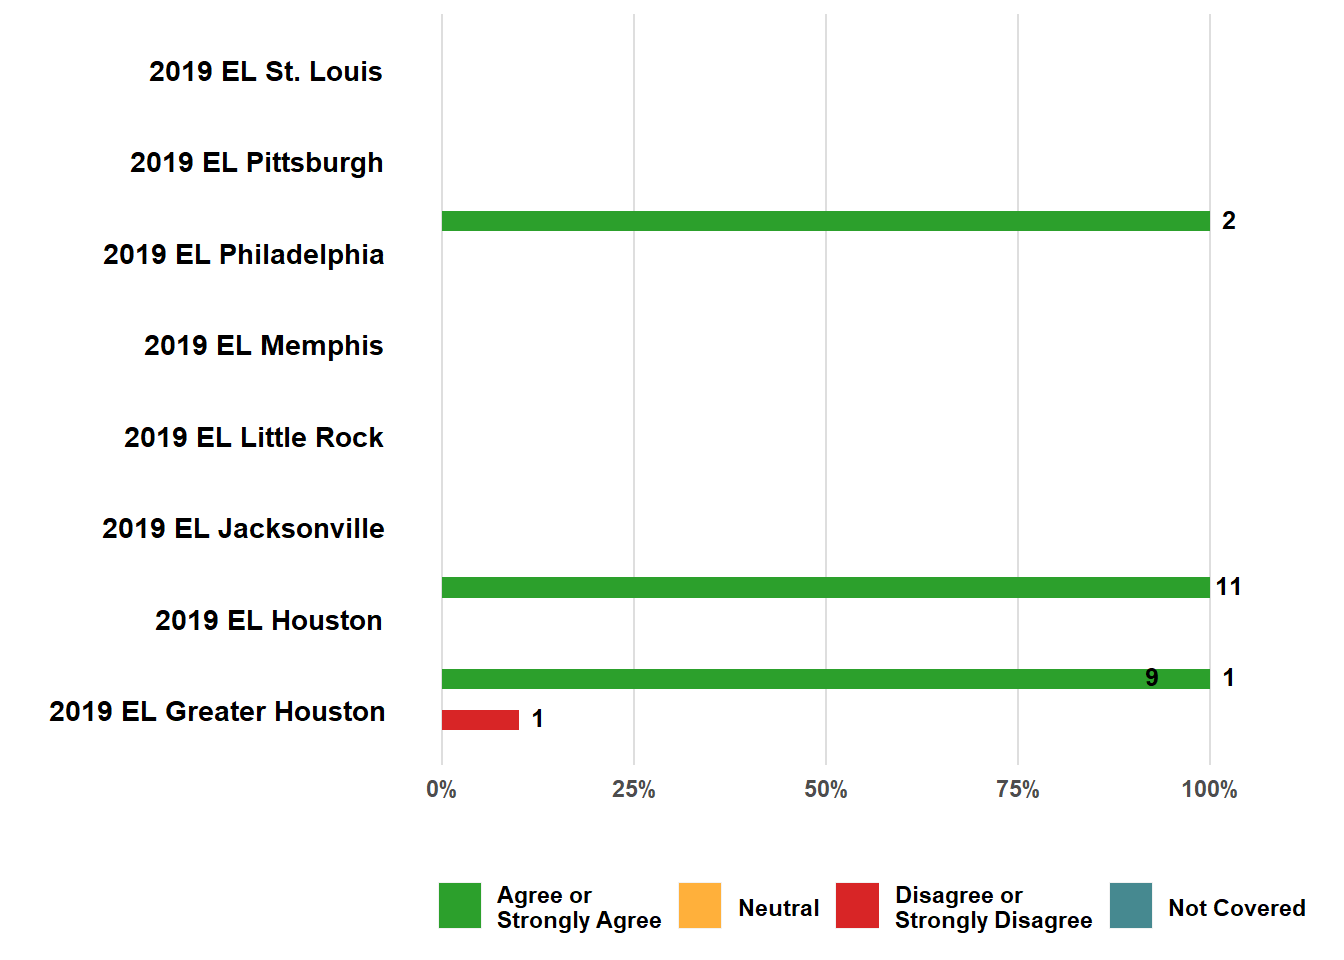 2019 EL St. Louis
2019 EL Pittsburgh
2
2019 EL Philadelphia
2019 EL Memphis
2019 EL Little Rock
2019 EL Jacksonville
11
2019 EL Houston
9 1
2019 EL Greater Houston
1
0% 25% 50% 75% 100%
Agree or
Strongly Agree
Neutral
Disagree or
Strongly Disagree
Not Covered